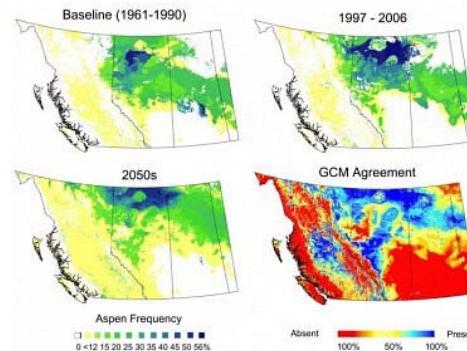 Baseline (1961-1990)
1997 - 2006
2050s
GCM Agreement
Aspen Frequency
0 <12 15 20 25 30 35 40 45 50 56%
Absent
100% 50% 100%